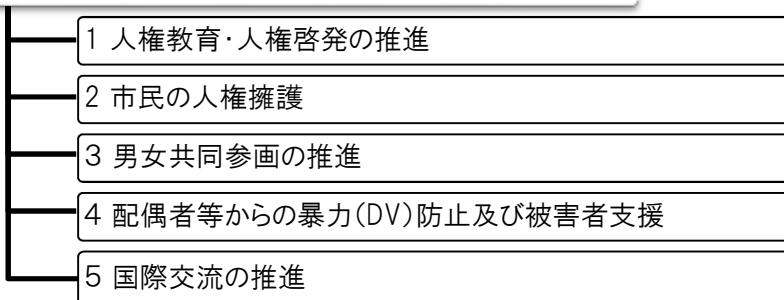 1 人権教育・人権啓発の推進
2 市民の人権擁護
3 男女共同参画の推進
4 配偶者等からの暴力(DV)防止及び被害者支援
5 国際交流の推進